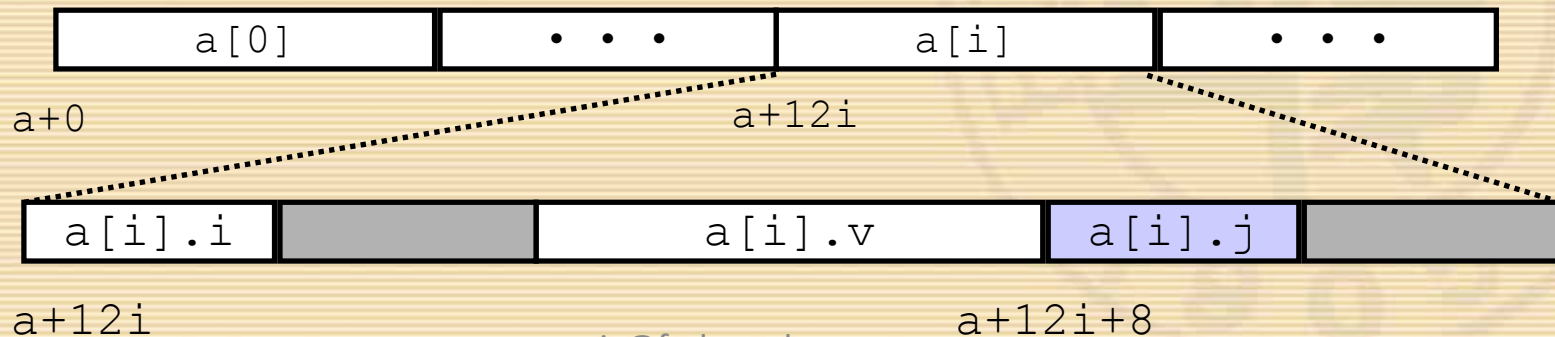 a[0] • • • a[i] • • •
a+0 a+12i
a[i].i a[i].v a[i].j
a+12i a+12i+8